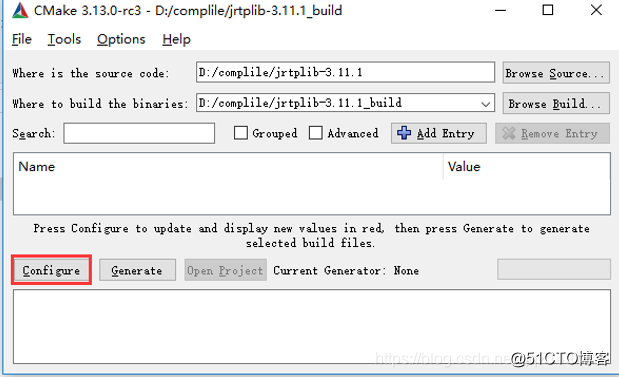 CMake 3.13.0-rc3 - D:/complile/jrtplib-3.11.1_build
File Tools Options Help
Where is the source code: D:/complile/jrtplib-3.11.1 Browse Source...
Where to build the binaries: D:/complile/jrtplib-3.11.1_build Browse Build...
Search: Grouped Advanced Add Entry Remove Entry
Name Value
Press Configure to update and display new values in red, then press Generate to generate
selected build files.
Configure Generate Open Project Current Generator: None
https://blog.csdn.ne
@51CTO博客